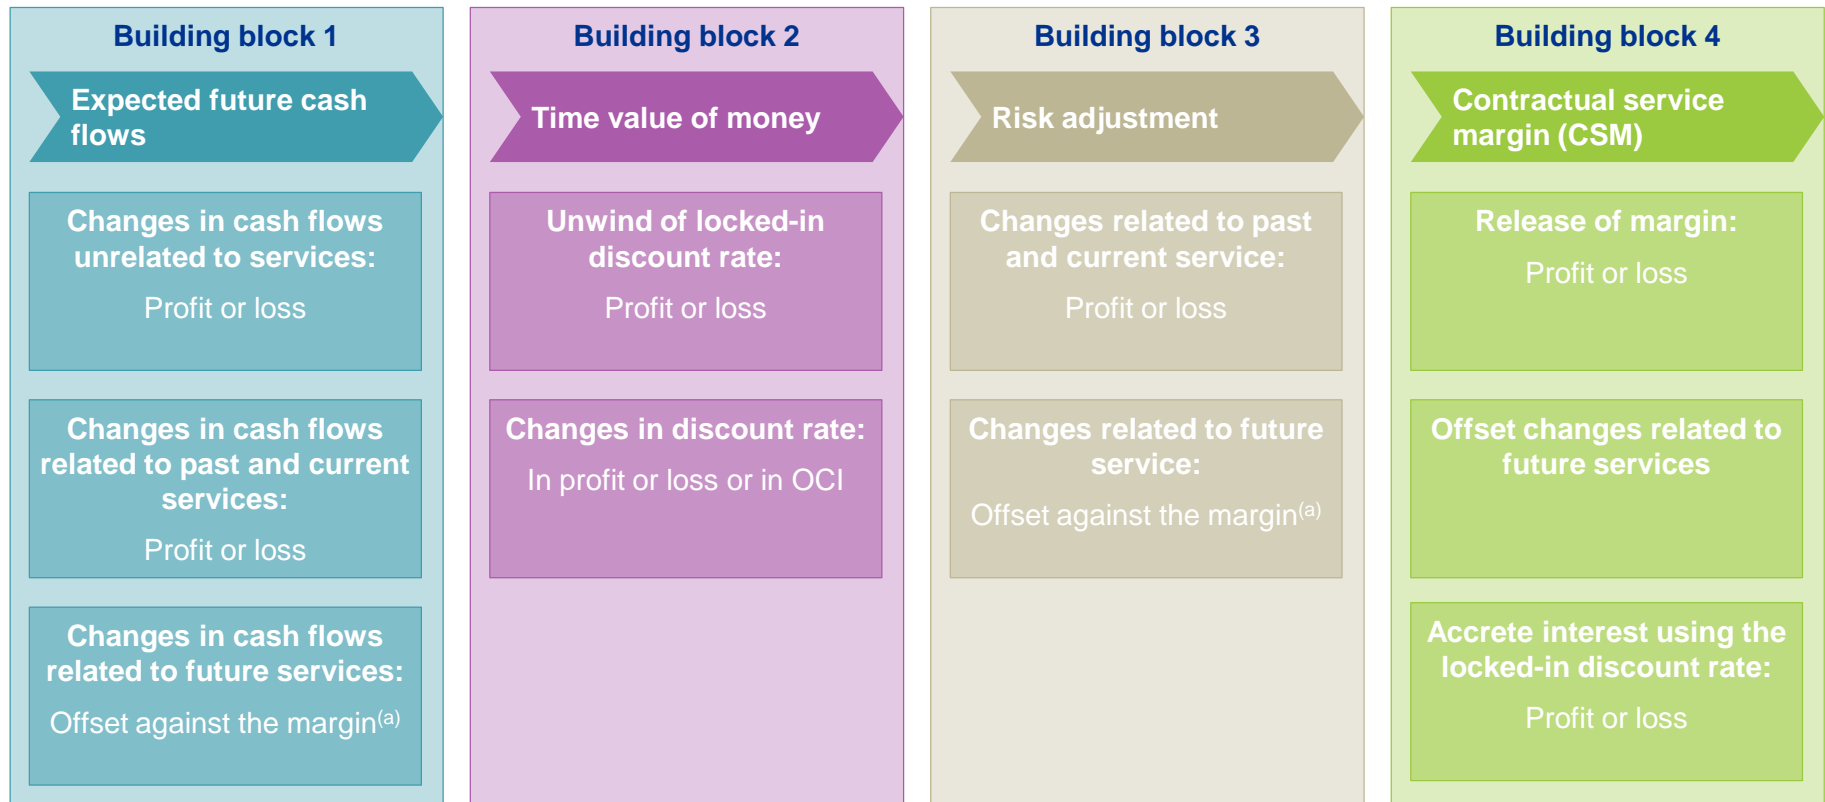 Building block 1
Expected future cash
flows
Changes in cash flows
unrelated to services:
Profit or loss
Changes in cash flows
related to past and current
services:
Profit or loss
Changes in cash flows
related to future services:
Offset against the margin(a)
Building block 2
Time value of money
Unwind of locked-in
discount rate:
Profit or loss
Changes in discount rate:
In profit or loss or in OCI
Building block 3
Risk adjustment
Changes related to past
and current service:
Profit or loss
Changes related to future
service:
Offset against the margin(a)
Building block 4
Contractual service
margin (CSM)
Release of margin:
Profit or loss
Offset changes related to
future services
Accrete interest using the
locked-in discount rate:
Profit or loss